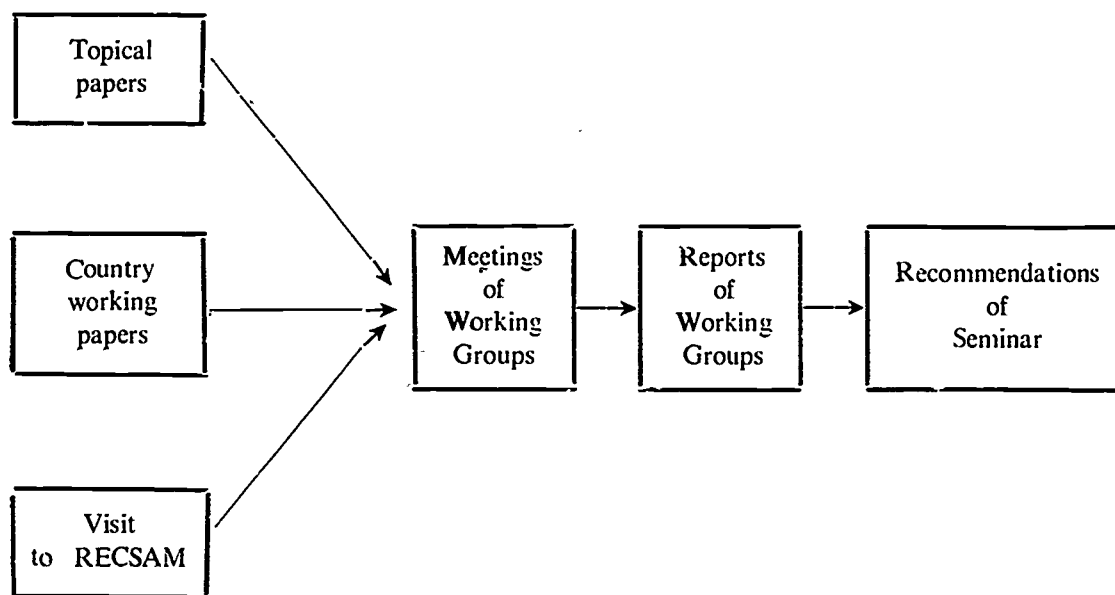 Topical
papers
Country
working
papers
Visit
to RECSAM
Meetings
of
Working
Groups
Reports
of
Working
Groups
Recommendations
of
Seminar